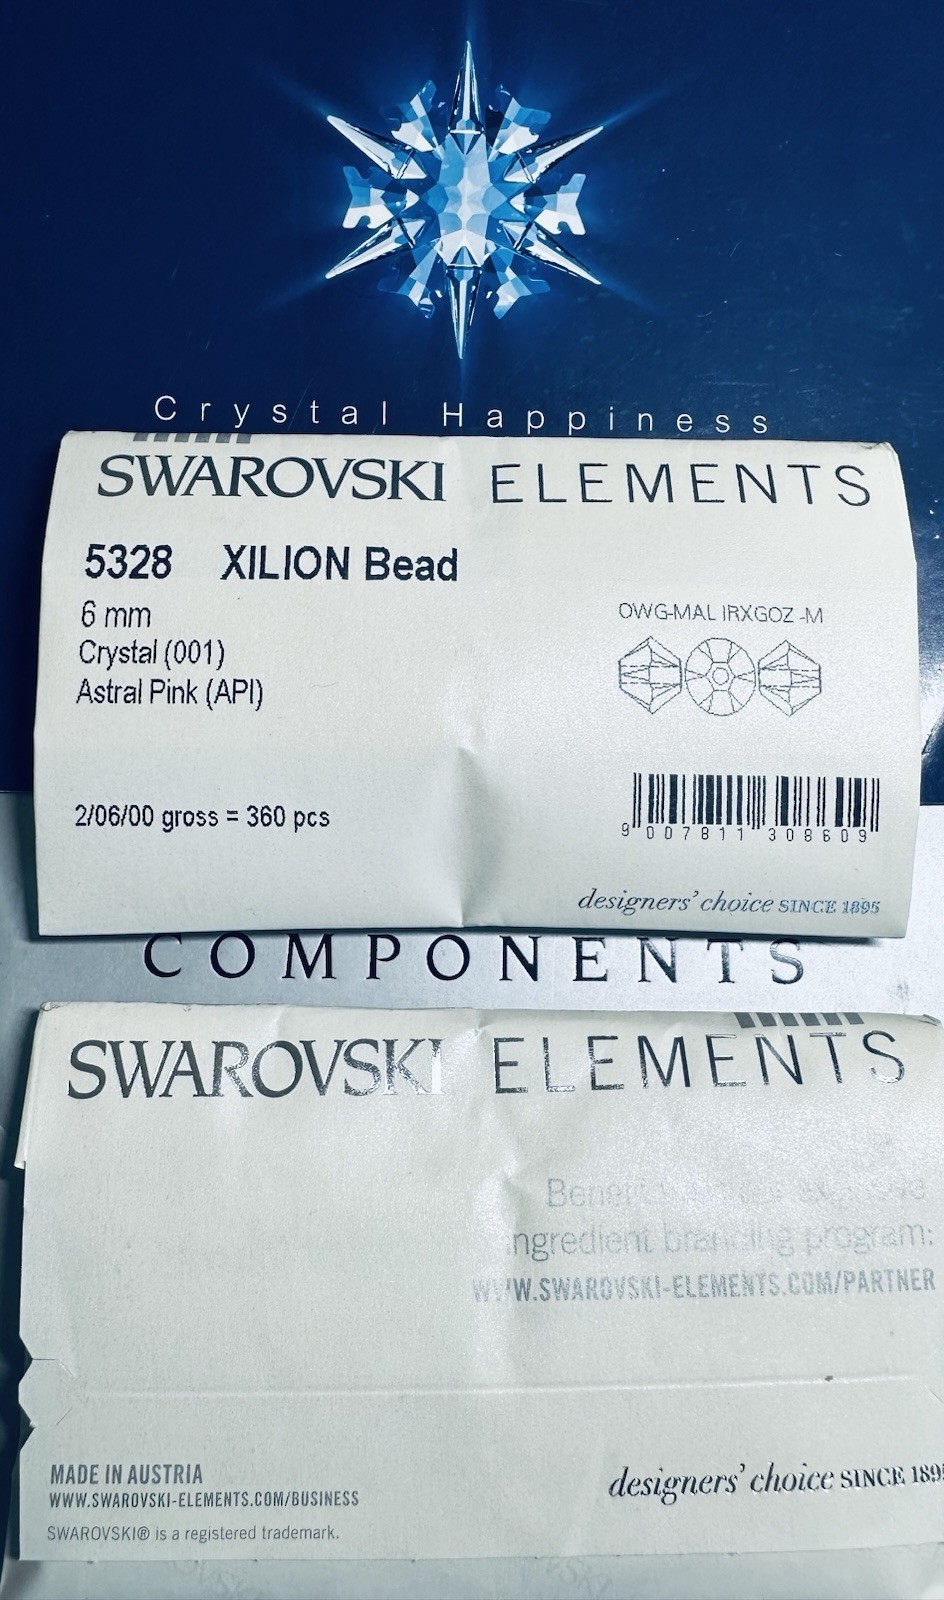 Crystal Happiness
SWAROVSKI ELEMENTS
5328 XILION Bead
6 mm
Crystal (001)
Astral Pink (API)
OWG-MAL IRXGOZ -M
2/06/00 gross = 360 pcs
9 007811 308609
designers' choice SINCE 1895
COMPONENTS
SWAROVSKI ELEMENTS
ingredient branding program:
WWW.SWAROVSKI-ELEMENTS.COM/PARTNER
MADE IN AUSTRIA
WWW.SWAROVSKI-ELEMENTS.COM/BUSINESS
designers' choice SINCE 1895
SWAROVSKI® is a registered trademark.